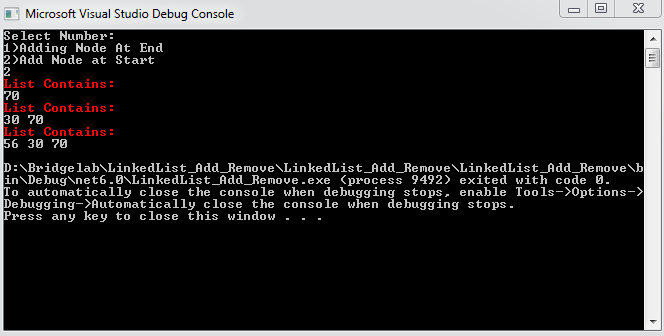 Microsoft Visual Studio Debug Console
Select Number:
1)Adding Node At End
2)Add Node at Start
2
List Contains:
70
List Contains:
30 70
List Contains:
56 30 70
D:\Bridgelab\LinkedList_Add_Remove\LinkedList_Add_Remove\LinkedList_Add_Remove\b
in\Debug\net6.0\LinkedList_Add_Remove.exe (process 9492) exited with code 0.
To automatically close the console when debugging stops, enable Tools->Options->
Debugging->Automatically close the console when debugging stops.
Press any key to close this window . . .